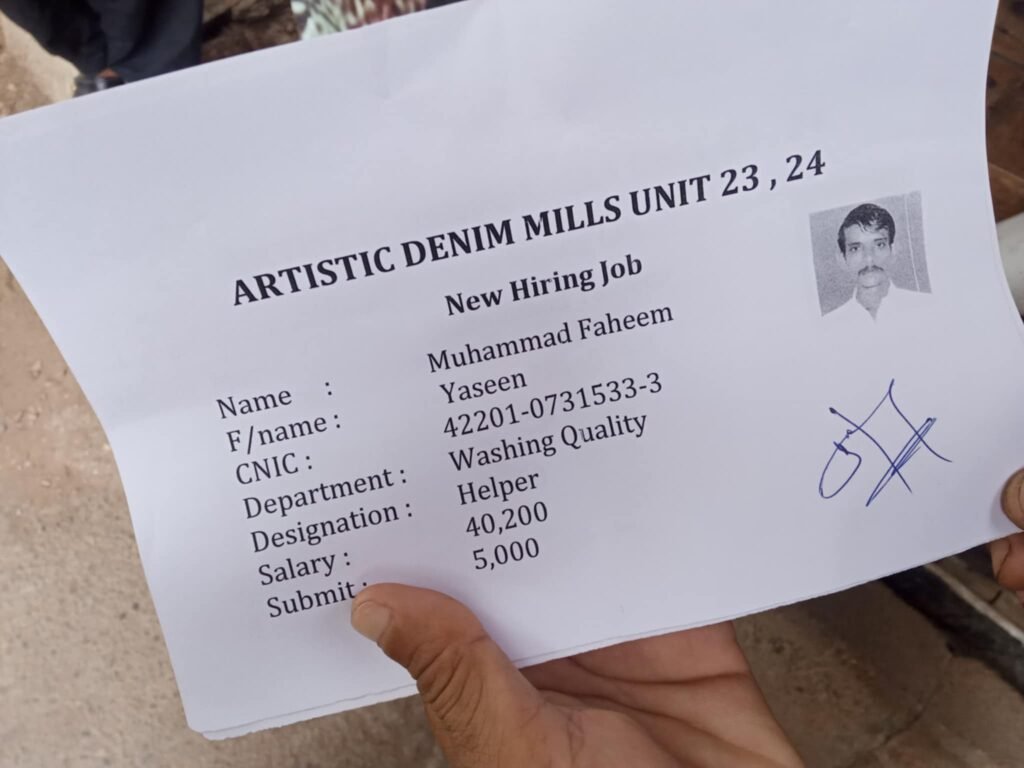 ARTISTIC DENIM MILLS UNIT 23 , 24
New Hiring Job
Name : Muhammad Faheem
F/name : Yaseen
CNIC : 42201-0731533-3
Department : Washing Quality
Designation : Helper
Salary : 40,200
Submit : 5,000